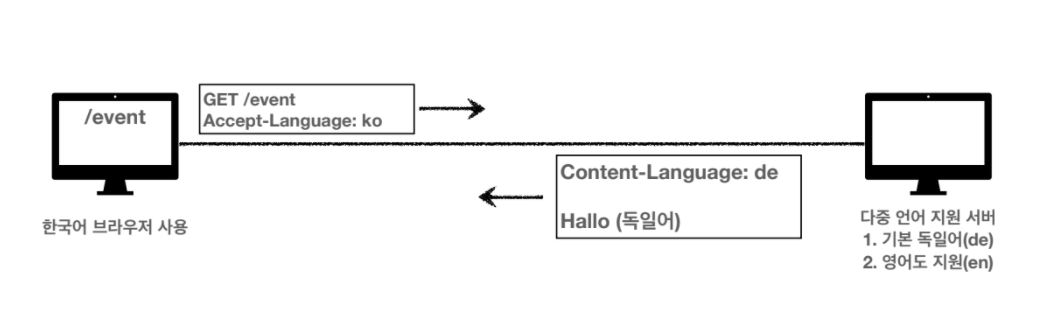 /event
GET /event
Accept-Language: ko
Content-Language: de
Hallo (독일어)
한국어 브라우저 사용
다중 언어 지원 서버
1. 기본 독일어(de)
2. 영어도 지원(en)